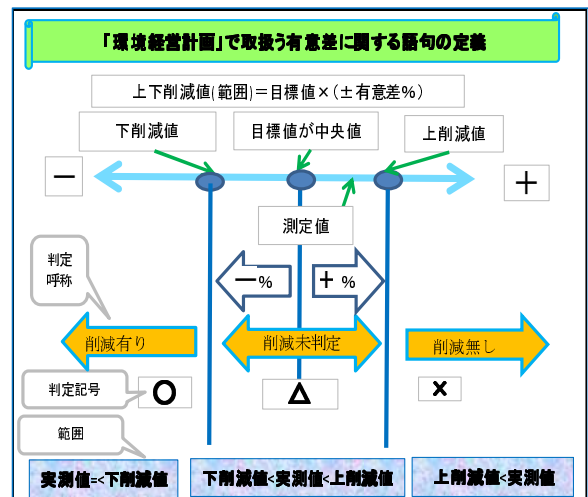 「環境経営計画」で取扱う有意差に関する語句の定義
上下削減値(範囲)＝目標値×(±有意差%)
下削減値
目標値が中央値
上削減値
－
＋
測定値
判定
呼称
－%
＋%
削減有り
削減未判定
削減無し
判定記号
○
△
×
範囲
実測値=<下削減値
下削減値<実測値<上削減値
上削減値<実測値